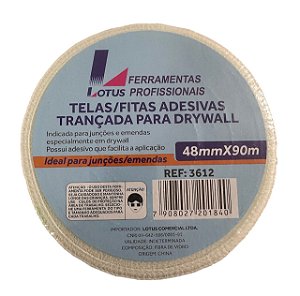 LOTUS
FERRAMENTAS
PROFISSIONAIS
TELAS/FITAS ADESIVAS
TRANÇADA PARA DRYWALL
Indicada para junções e emendas
especialmente em drywall
Possui adesivo que facilita a aplicação
48mmX90m
Ideal para junções/emendas
REF: 3612
ATENÇÃO
7908027201840
IMPORTADOR: LOTUS COMERCIAL LTDA.
VALIDADE: INDETERMINADA
COMPOSIÇÃO: FIBRA DE VIDRO
ORIGEM: CHINA